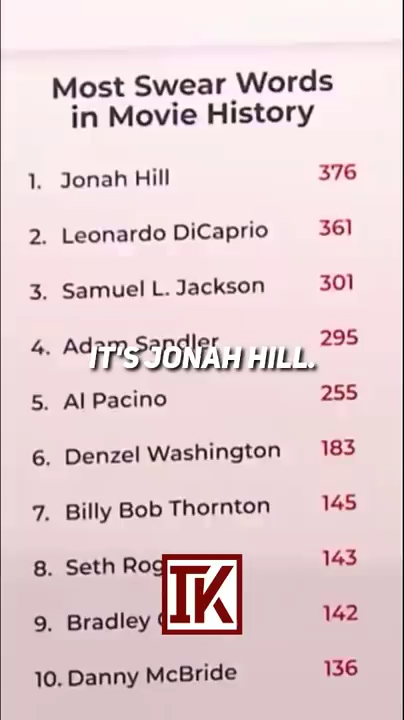 Most Swear Words
in Movie History
1. Jonah Hill 376
2. Leonardo DiCaprio 361
3. Samuel L. Jackson 301
4. Adam Sandler 295
IT'S JONAH HILL.
5. Al Pacino 255
6. Denzel Washington 183
7. Billy Bob Thornton 145
8. Seth Rog 143
IK
9. Bradley 142
10. Danny McBride 136